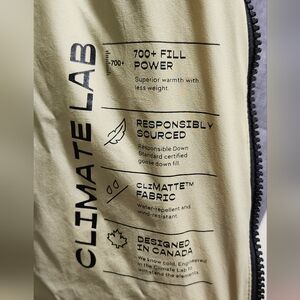 CLIMATE LAB
-700+
700+ FILL
POWER
Superior warmth with
less weight.
RESPONSIBLY
SOURCED
Responsible Down
Standard certified
goose down fill.
CLIMATTE™
FABRIC
Water-repellent and
wind-resistant.
DESIGNED
IN CANADA
We know cold. Engineered
in the Climate Lab to
withstand the elements.